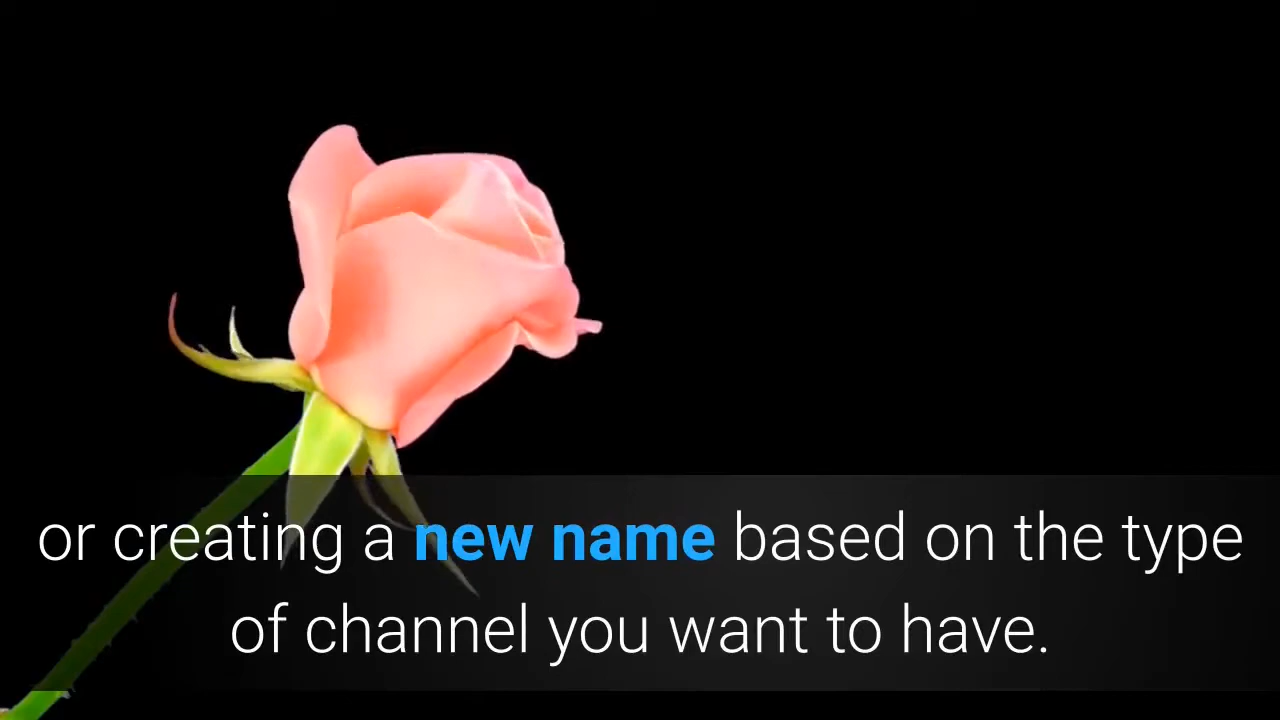 or creating a new name based on the type
of channel you want to have.